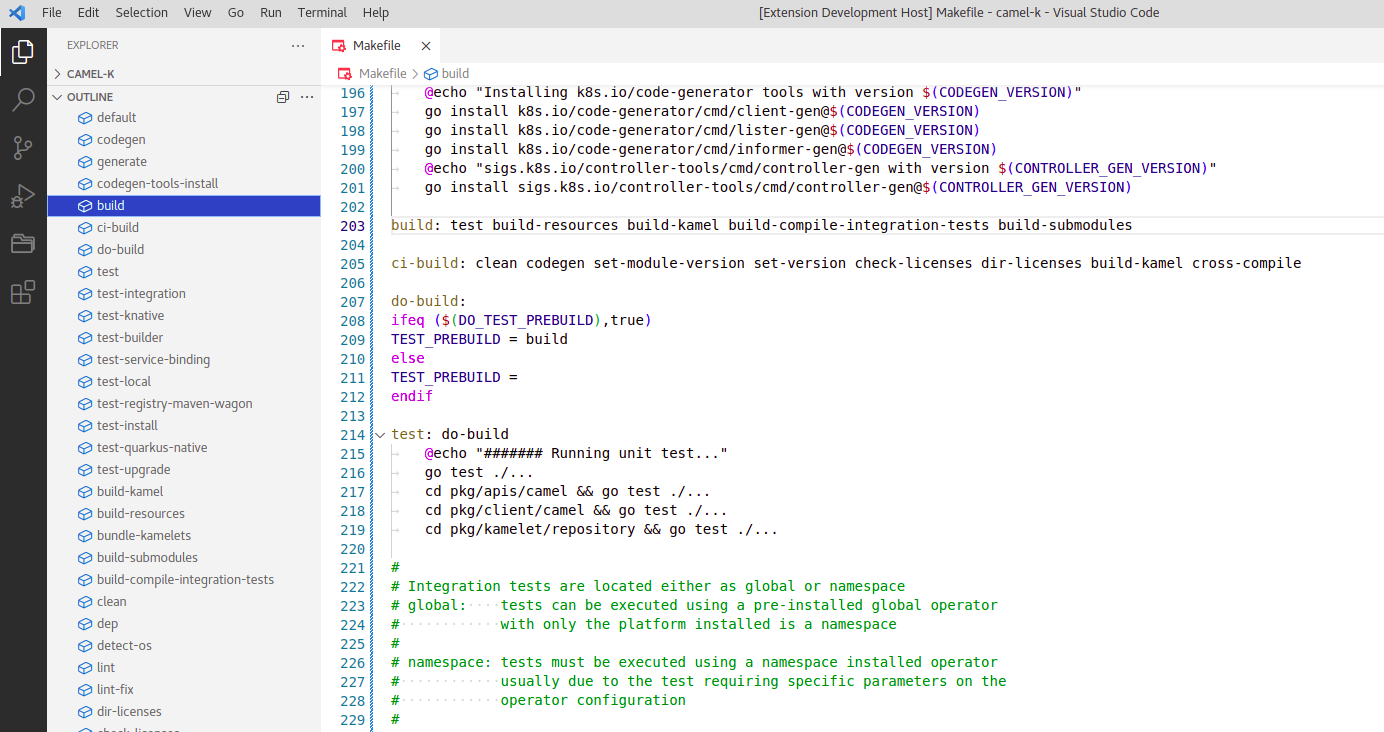 File Edit Selection View Go Run Terminal Help [Extension Development Host] Makefile - camel-k - Visual Studio Code
EXPLORER
CAMEL-K
OUTLINE
default
codegen
generate
codegen-tools-install
build
ci-build
do-build
test
test-integration
test-knative
test-builder
test-service-binding
test-local
test-registry-maven-wagon
test-install
test-quarkus-native
test-upgrade
build-kamel
build-resources
bundle-kamelets
build-submodules
build-compile-integration-tests
clean
dep
detect-os
lint
lint-fix
dir-licenses
check-licenses
Makefile
Makefile > build
196 @echo "Installing k8s.io/code-generator tools with version $(CODEGEN_VERSION)"
197 go install k8s.io/code-generator/cmd/client-gen@$(CODEGEN_VERSION)
198 go install k8s.io/code-generator/cmd/lister-gen@$(CODEGEN_VERSION)
199 go install k8s.io/code-generator/cmd/informer-gen@$(CODEGEN_VERSION)
200 @echo "sigs.k8s.io/controller-tools/cmd/controller-gen with version $(CONTROLLER_GEN_VERSION)"
201 go install sigs.k8s.io/controller-tools/cmd/controller-gen@$(CONTROLLER_GEN_VERSION)
202
203 build: test build-resources build-kamel build-compile-integration-tests build-submodules
204
205 ci-build: clean codegen set-module-version set-version check-licenses dir-licenses build-kamel cross-compile
206
207 do-build:
208 ifeq ($(DO_TEST_PREBUILD),true)
209 TEST_PREBUILD = build
210 else
211 TEST_PREBUILD =
212 endif
213
214 test: do-build
215 @echo "####### Running unit test..."
216 go test ./...
217 cd pkg/apis/camel && go test ./...
218 cd pkg/client/camel && go test ./...
219 cd pkg/kamelet/repository && go test ./...
220
221 #
222 # Integration tests are located either as global or namespace
223 # global: tests can be executed using a pre-installed global operator
224 # with only the platform installed is a namespace
225 #
226 # namespace: tests must be executed using a namespace installed operator
227 # usually due to the test requiring specific parameters on the
228 # operator configuration
229 #